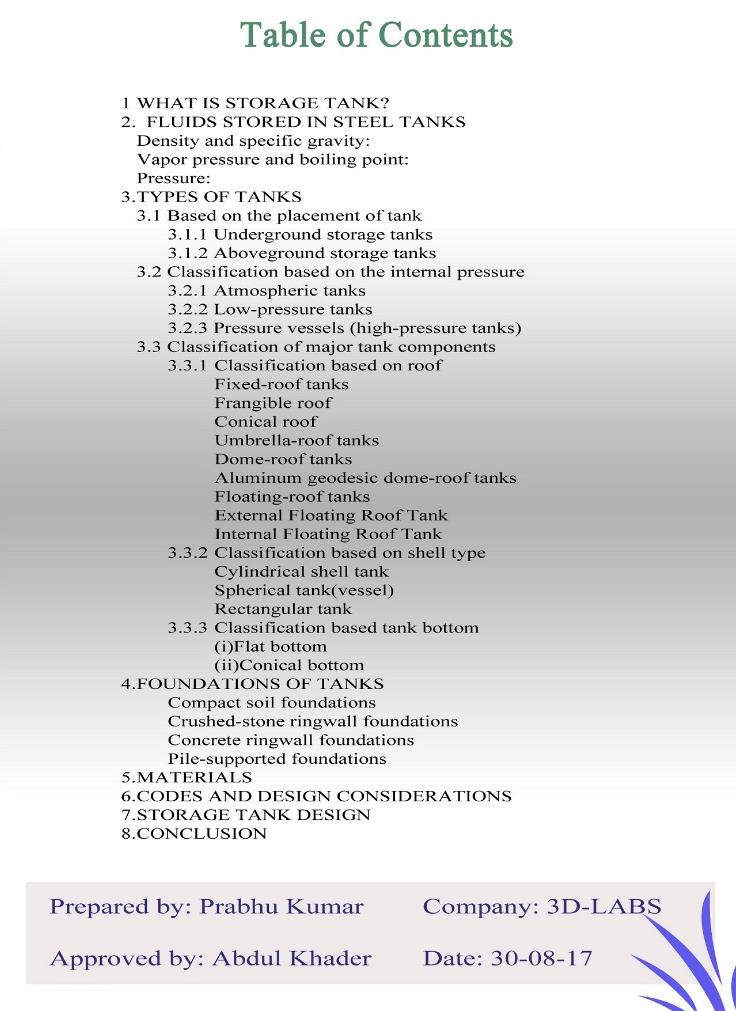 Table of Contents
1 WHAT IS STORAGE TANK?
2. FLUIDS STORED IN STEEL TANKS
Density and specific gravity:
Vapor pressure and boiling point:
Pressure:
3.TYPES OF TANKS
3.1 Based on the placement of tank
3.1.1 Underground storage tanks
3.1.2 Aboveground storage tanks
3.2 Classification based on the internal pressure
3.2.1 Atmospheric tanks
3.2.2 Low-pressure tanks
3.2.3 Pressure vessels (high-pressure tanks)
3.3 Classification of major tank components
3.3.1 Classification based on roof
Fixed-roof tanks
Frangible roof
Conical roof
Umbrella-roof tanks
Dome-roof tanks
Aluminum geodesic dome-roof tanks
Floating-roof tanks
External Floating Roof Tank
Internal Floating Roof Tank
3.3.2 Classification based on shell type
Cylindrical shell tank
Spherical tank(vessel)
Rectangular tank
3.3.3 Classification based tank bottom
(i)Flat bottom
(ii)Conical bottom
4.FOUNDATIONS OF TANKS
Compact soil foundations
Crushed-stone ringwall foundations
Concrete ringwall foundations
Pile-supported foundations
5.MATERIALS
6.CODES AND DESIGN CONSIDERATIONS
7.STORAGE TANK DESIGN
8.CONCLUSION
Prepared by: Prabhu Kumar Company: 3D-LABS
Approved by: Abdul Khader Date: 30-08-17